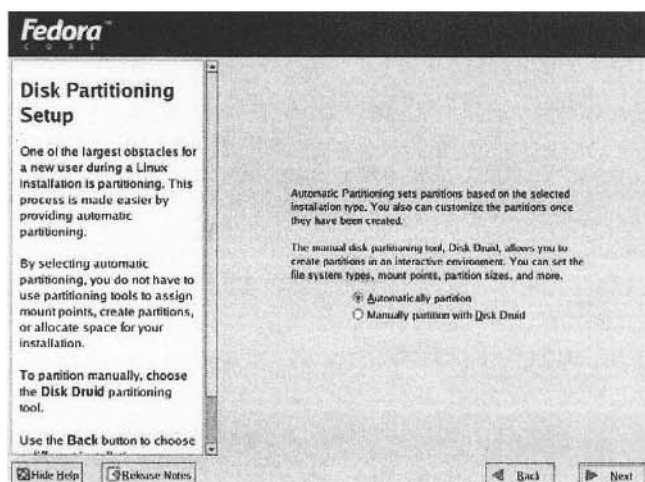 Fedora™
CORE
Disk Partitioning
Setup
One of the largest obstacles for
a new user during a Linux
installation is partitioning. This
process is made easier by
providing automatic
partitioning.
By selecting automatic
partitioning, you do not have to
use partitioning tools to assign
mount points, create partitions,
or allocate space for your
installation.
To partition manually, choose
the Disk Druid partitioning
tool.
Use the Back button to choose
Automatic Partitioning sets partitions based on the selected
installation type. You also can customize the partitions once
they have been created.
The manual disk partitioning tool, Disk Druid, allows you to
create partitions in an interactive environment. You can set the
file system types, mount points, partition sizes, and more.
Automatically partition
Manually partition with Disk Druid
Hide Help
Release Notes
Back
Next